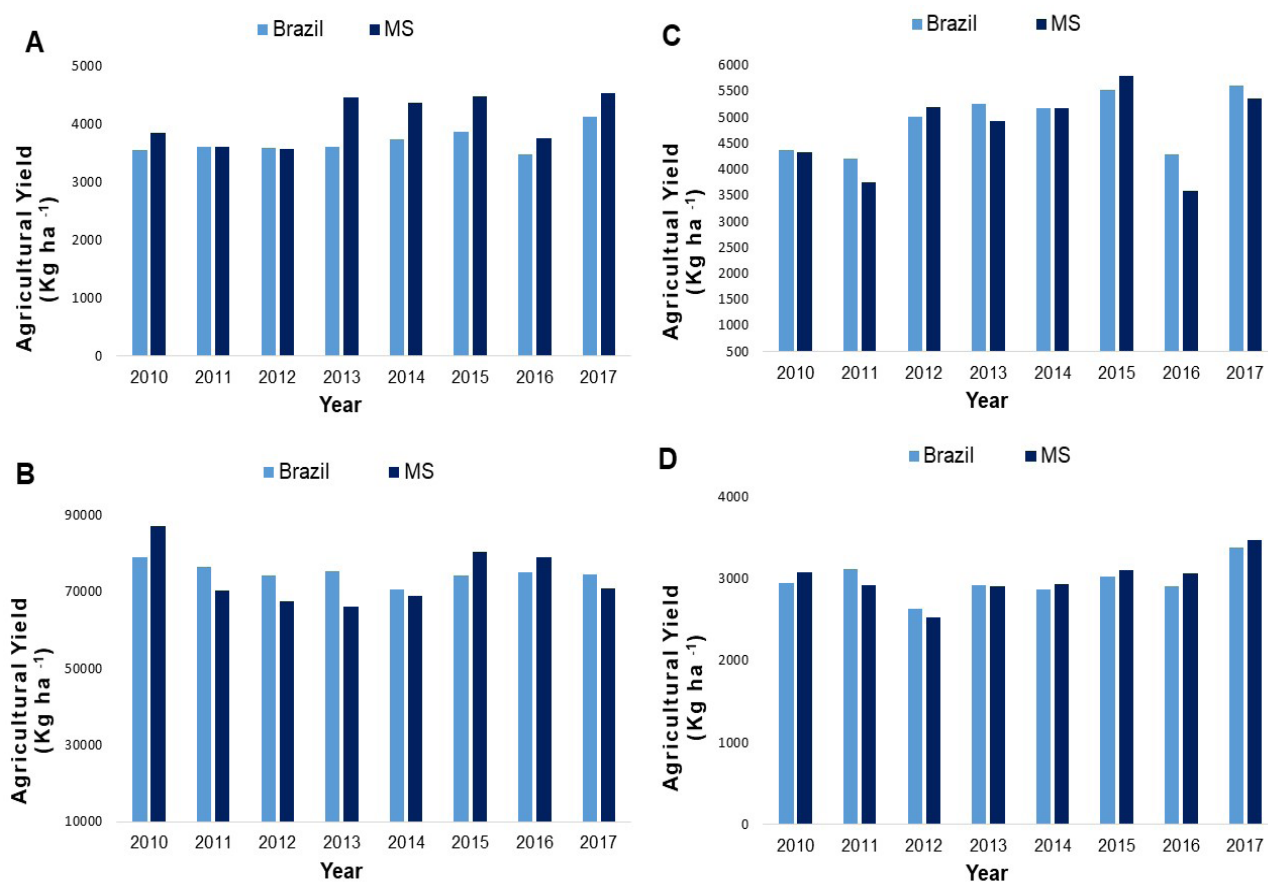 A
Brazil MS
5000
4000
3000
2000
1000
0
Agricultural Yield
(Kg ha -1)
2010 2011 2012 2013 2014 2015 2016 2017
Year
C
Brazil MS
6000
5500
5000
4500
4000
3500
3000
2500
2000
1500
1000
500
Agricultual Yield
(Kg ha -1)
2010 2011 2012 2013 2014 2015 2016 2017
Year
B
Brazil MS
90000
70000
50000
30000
10000
Agricultural Yield
(Kg ha -1)
2010 2011 2012 2013 2014 2015 2016 2017
Year
D
Brazil MS
4000
3000
2000
1000
0
Agricultural Yield
(Kg ha -1)
2010 2011 2012 2013 2014 2015 2016 2017
Year